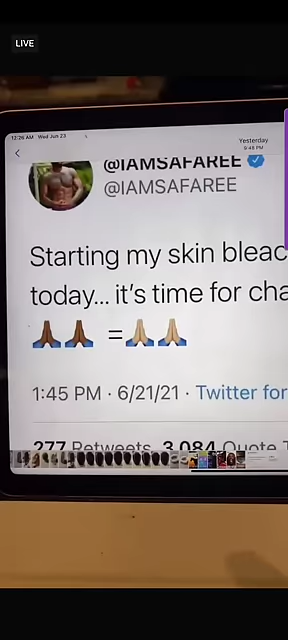 LIVE
12:26 AM Wed Jun 23
Yesterday
9:48 PM
@IAMSAFAREE
@IAMSAFAREE
Starting my skin bleac
today... it's time for cha
🙏🏾🙏🏾 =🙏🏼🙏🏼
1:45 PM · 6/21/21 · Twitter for
277 Retweets 3,084 Quote T